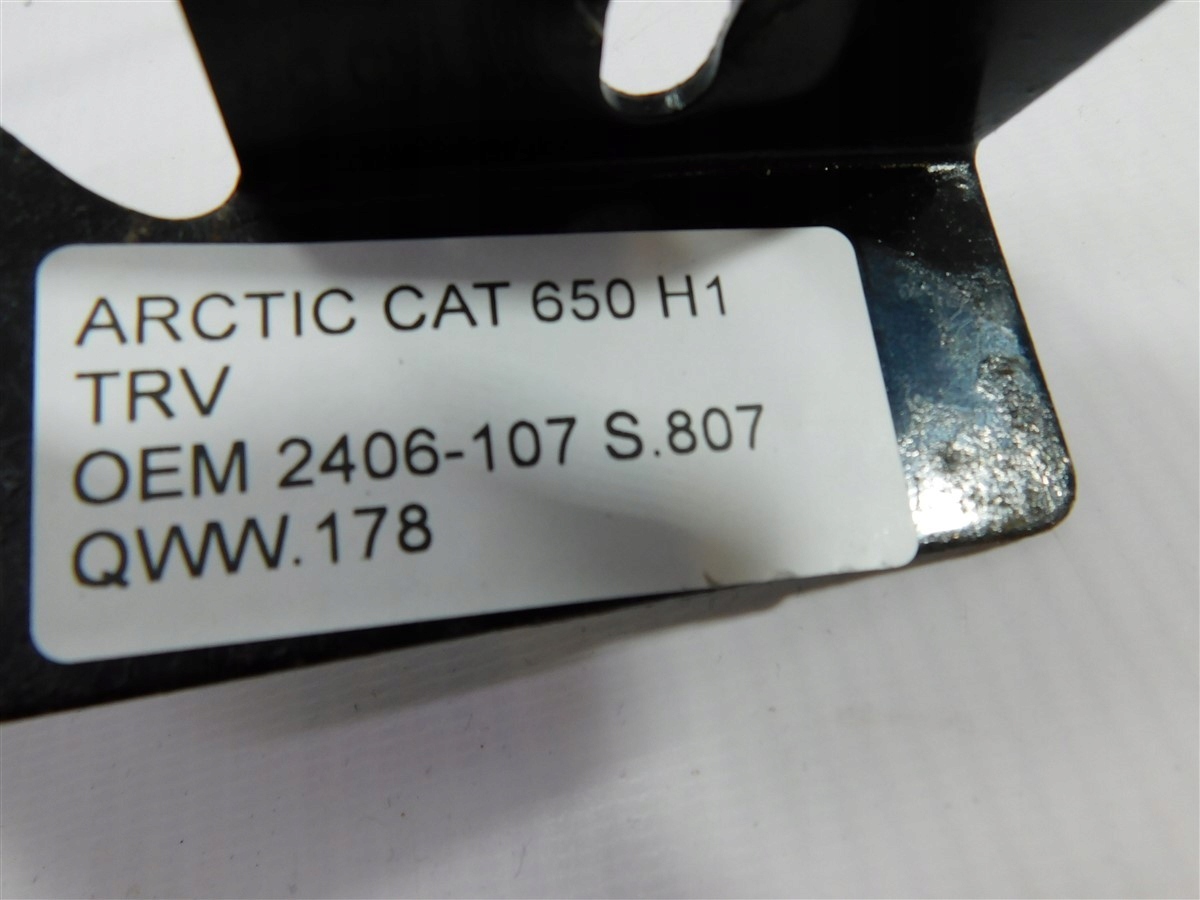 ARCTIC CAT 650 H1
TRV
OEM 2406-107 S.807
QWW.178